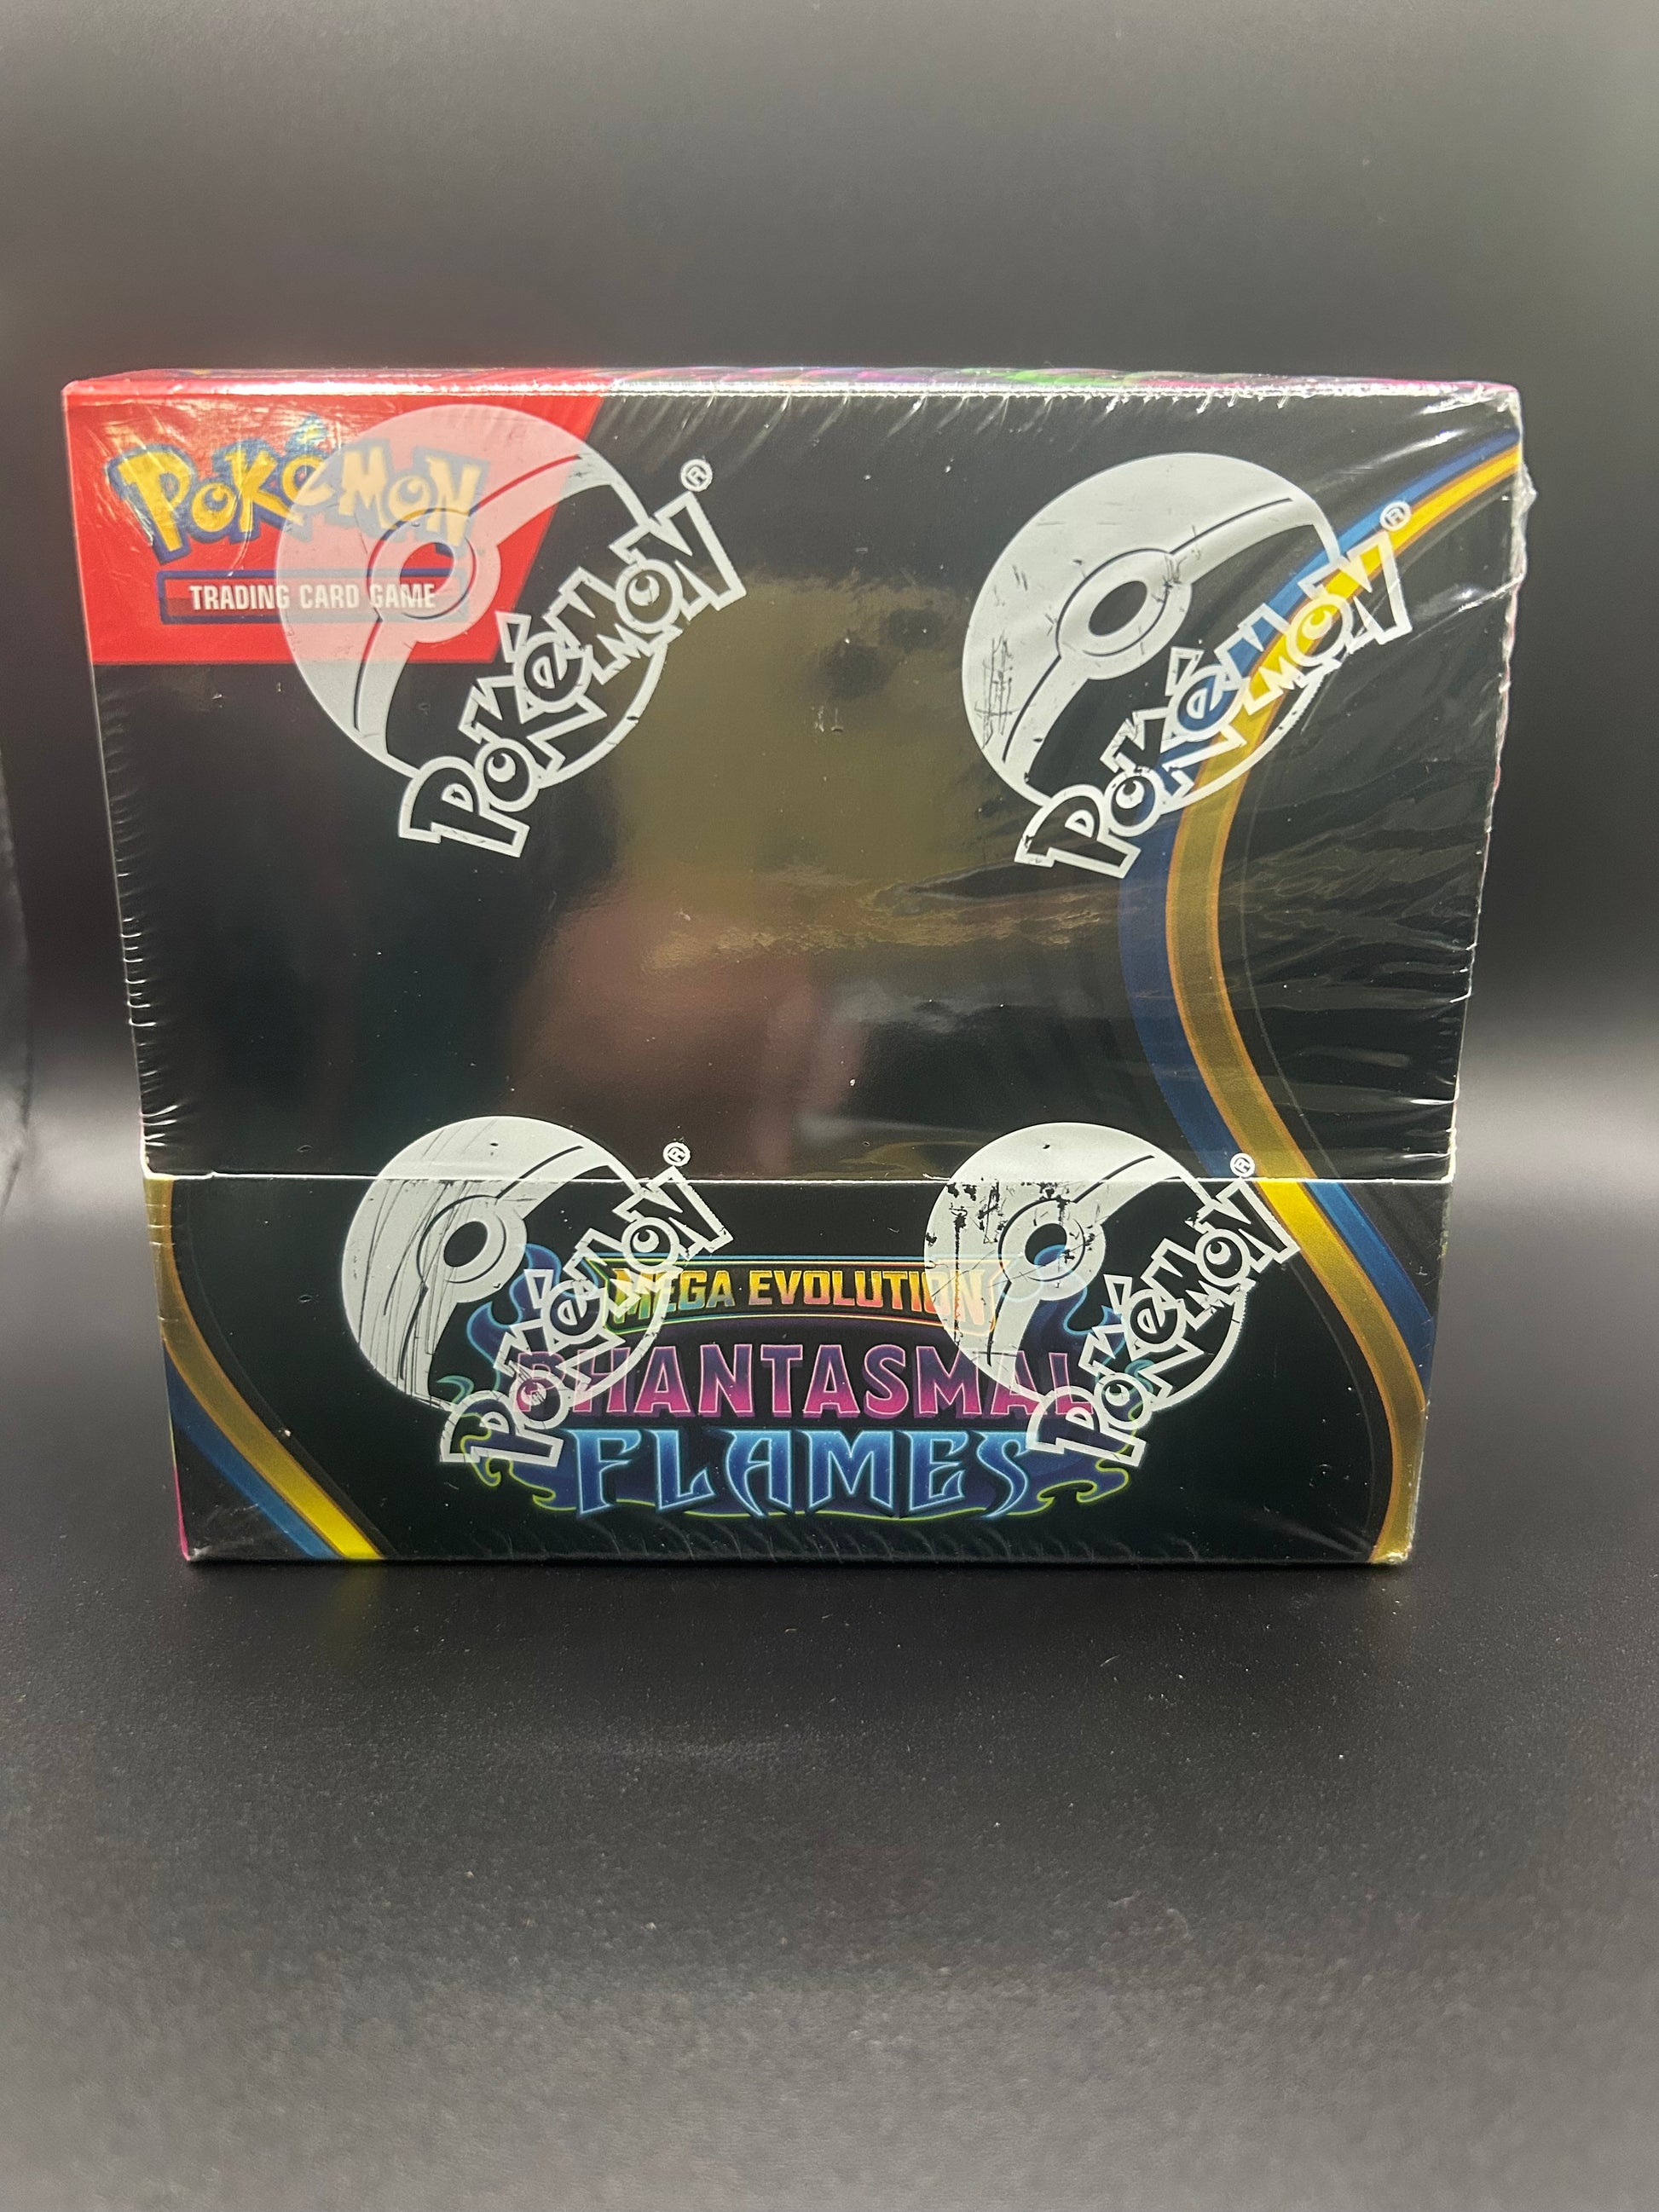 POKéMON
TRADING CARD GAME
POKéMON®
POKéMON®
POKéMON®
POKéMON®
MEGA EVOLUTION
PHANTASMAL
FLAMES